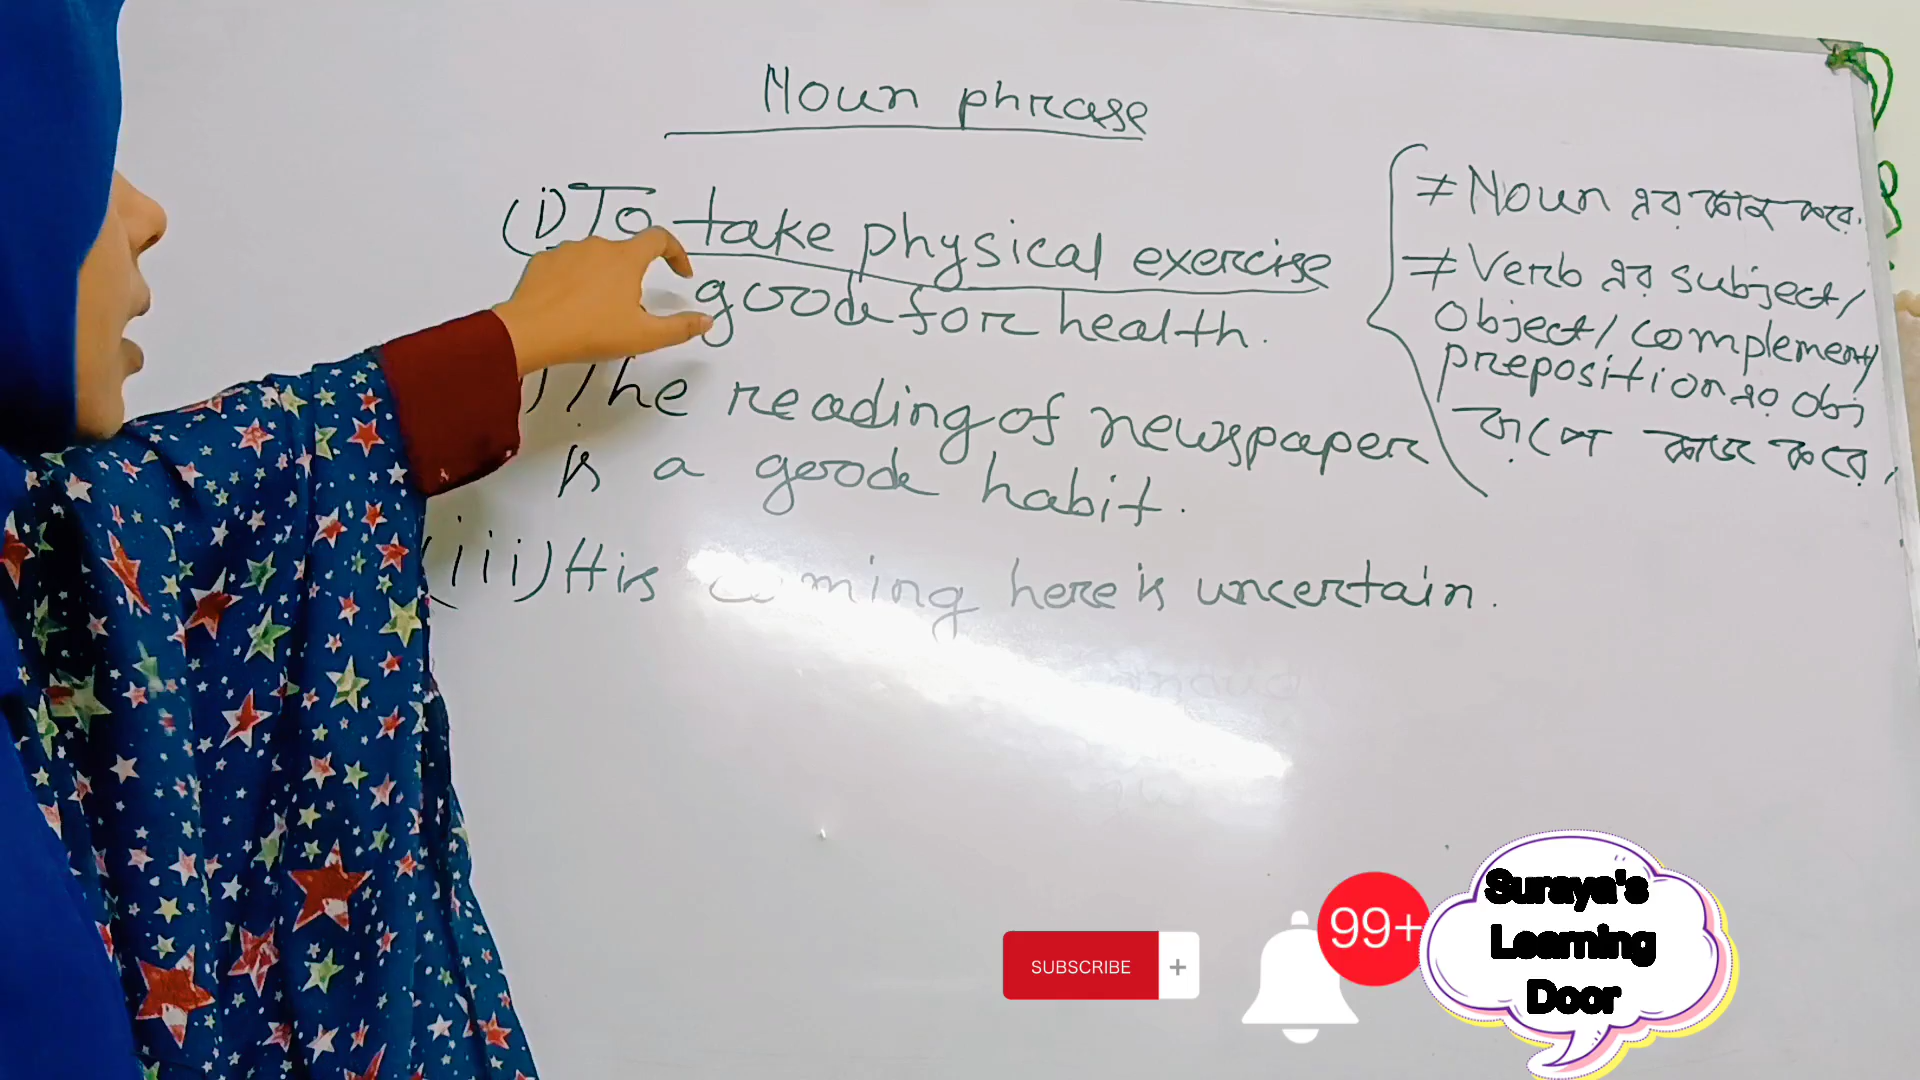 Noun phrase
(i) To take physical exercise
good for health.
) The reading of newspaper
is a good habit.
(iii) His coming here is uncertain.
≠ Noun এর কাজ করে.
≠ Verb এর subject/
object/complement/
preposition এর obj
রূপে কাজ করে,
SUBSCRIBE +
99+
Suraya's
Learning
Door